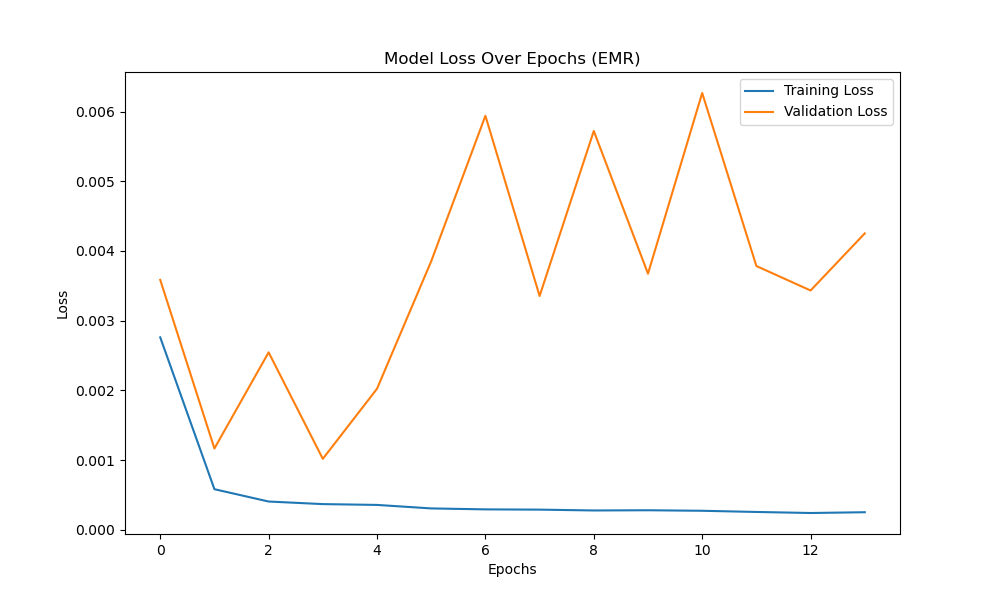 Model Loss Over Epochs (EMR)
Training Loss
Validation Loss
0.006
0.005
0.004
0.003
0.002
0.001
0.000
Loss
0 2 4 6 8 10 12
Epochs